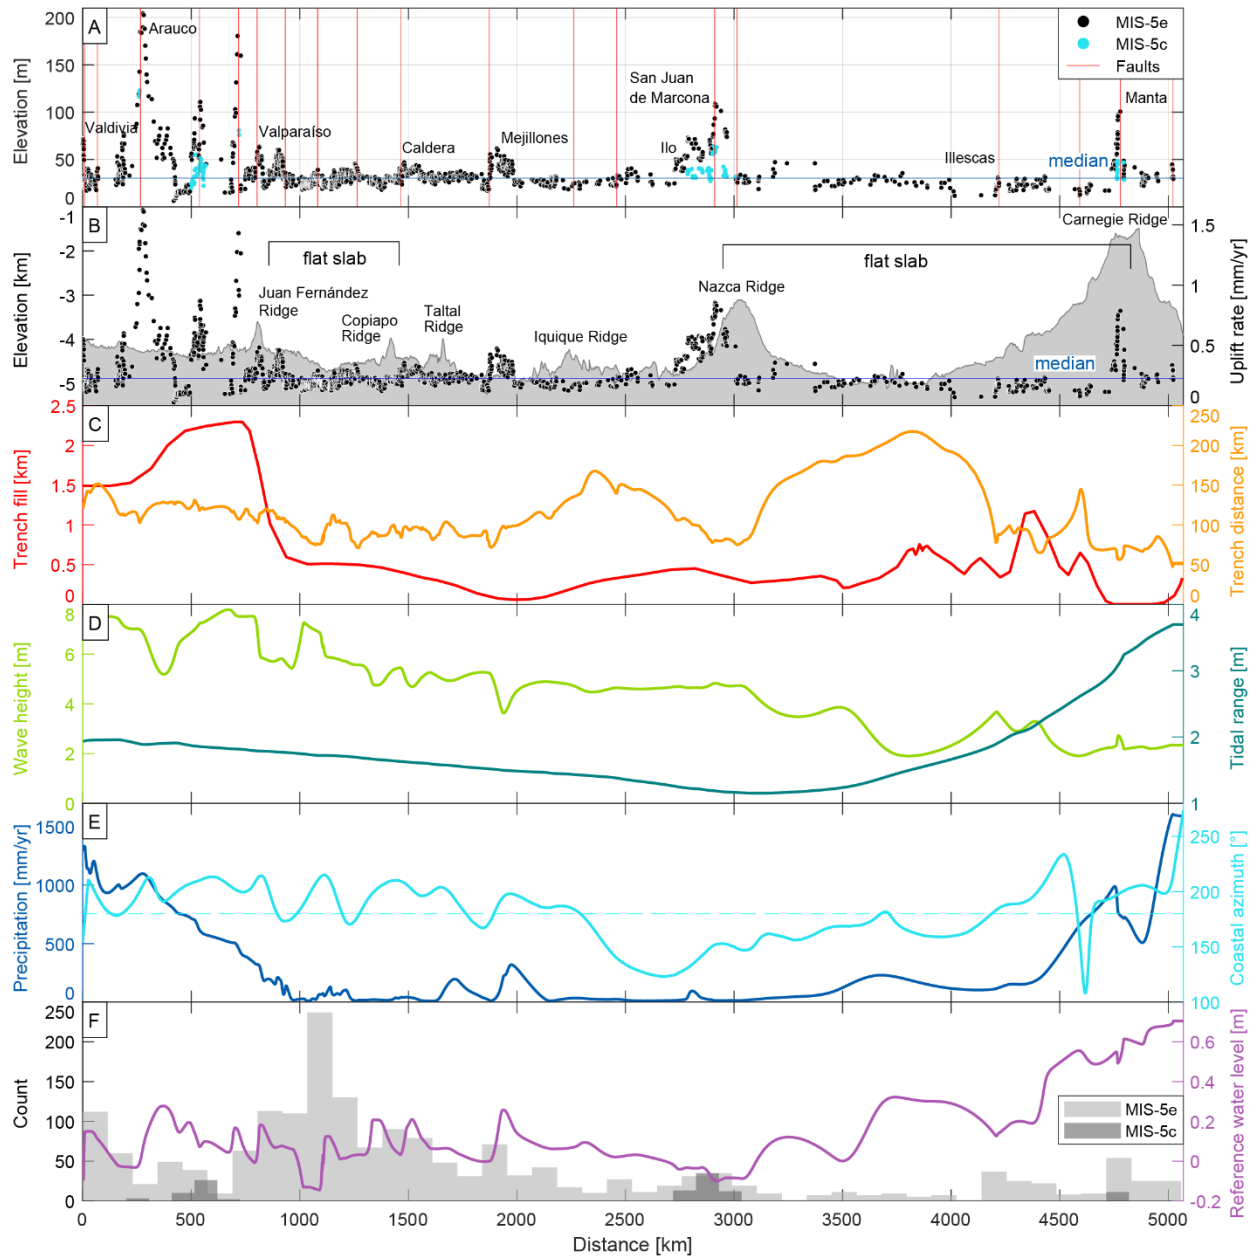 A
Elevation [m]
200
150
100
50
0
Arauco
Valdivia
Valparaíso
Caldera
Mejillones
San Juan
de Marcona
Ilo
Illescas
Manta
median
MIS-5e
MIS-5c
Faults
B
Elevation [km]
-1
-2
-3
-4
-5
flat slab
flat slab
Juan Fernández
Ridge
Copiapo
Ridge
Taltal
Ridge
Iquique Ridge
Nazca Ridge
Carnegie Ridge
median
1.5
1
0.5
0
Uplift rate [mm/yr]
C
Trench fill [km]
2.5
2
1.5
1
0.5
0
250
200
150
100
50
0
Trench distance [km]
D
Wave height [m]
8
6
4
2
0
4
3
2
1
Tidal range [m]
E
Precipitation [mm/yr]
1500
1000
500
0
250
200
150
100
Coastal azimuth [°]
F
Count
250
200
150
100
50
0
0.6
0.4
0.2
0
-0.2
Reference water level [m]
MIS-5e
MIS-5c
0
500
1000
1500
2000
2500
3000
3500
4000
4500
5000
Distance [km]